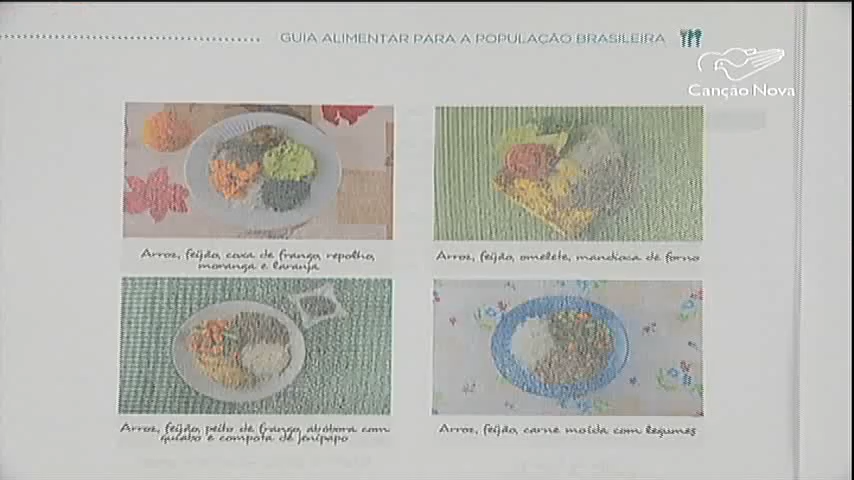 GUIA ALIMENTAR PARA A POPULAÇÃO BRASILEIRA
Canção Nova
Arroz, feijão, coxa de frango, repolho,
moranga e laranja
Arroz, feijão, omelete, mandioca de forno
Arroz, feijão, peito de frango, abóbora com
quiabo e compota de jenipapo
Arroz, feijão, carne moída com legumes